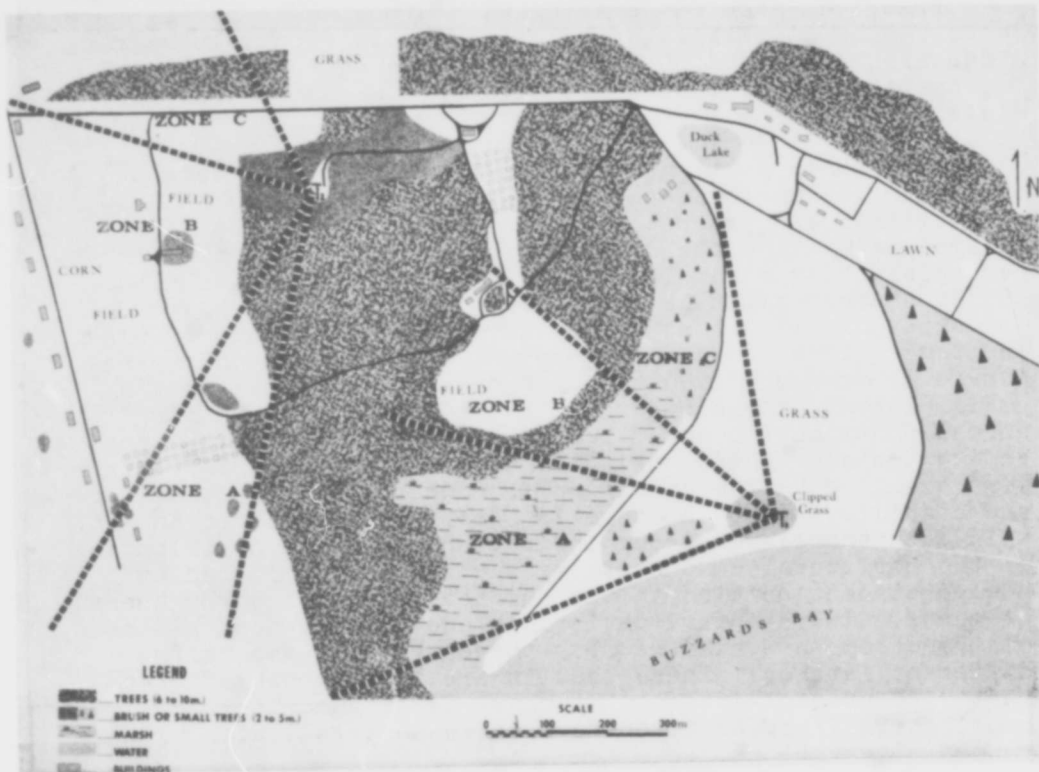 GRASS
ZONE C
Duck
Lake
N
FIELD
ZONE B
LAWN
CORN
FIELD
ZONE C
FIELD
ZONE B
GRASS
ZONE A
Clipped
Grass
T
T
ZONE A
BUZZARDS BAY
LEGEND
TREES (6 to 10m.)
BRUSH OR SMALL TREES (2 to 5m.)
MARSH
WATER
BUILDINGS
SCALE
0 100 200 300m